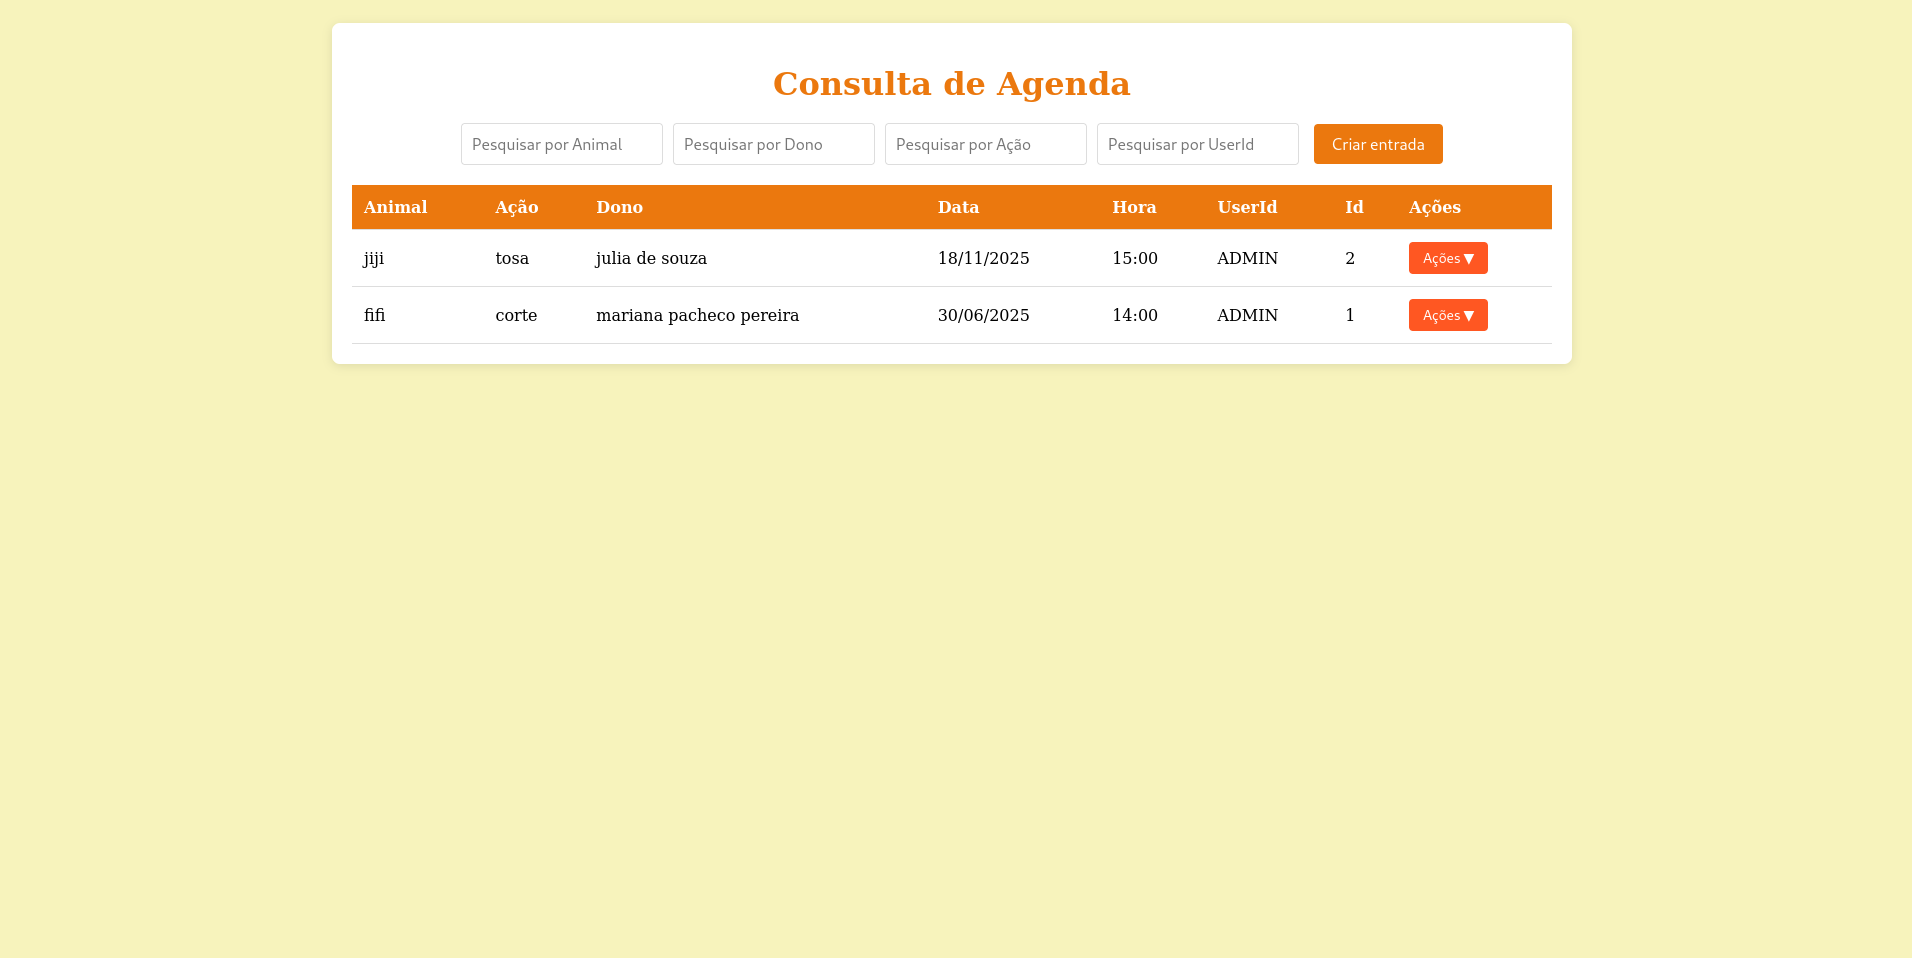 Consulta de Agenda
Pesquisar por Animal Pesquisar por Dono Pesquisar por Ação Pesquisar por UserId Criar entrada
Animal Ação Dono Data Hora UserId Id Ações
jiji tosa julia de souza 18/11/2025 15:00 ADMIN 2 Ações ▼
fifi corte mariana pacheco pereira 30/06/2025 14:00 ADMIN 1 Ações ▼